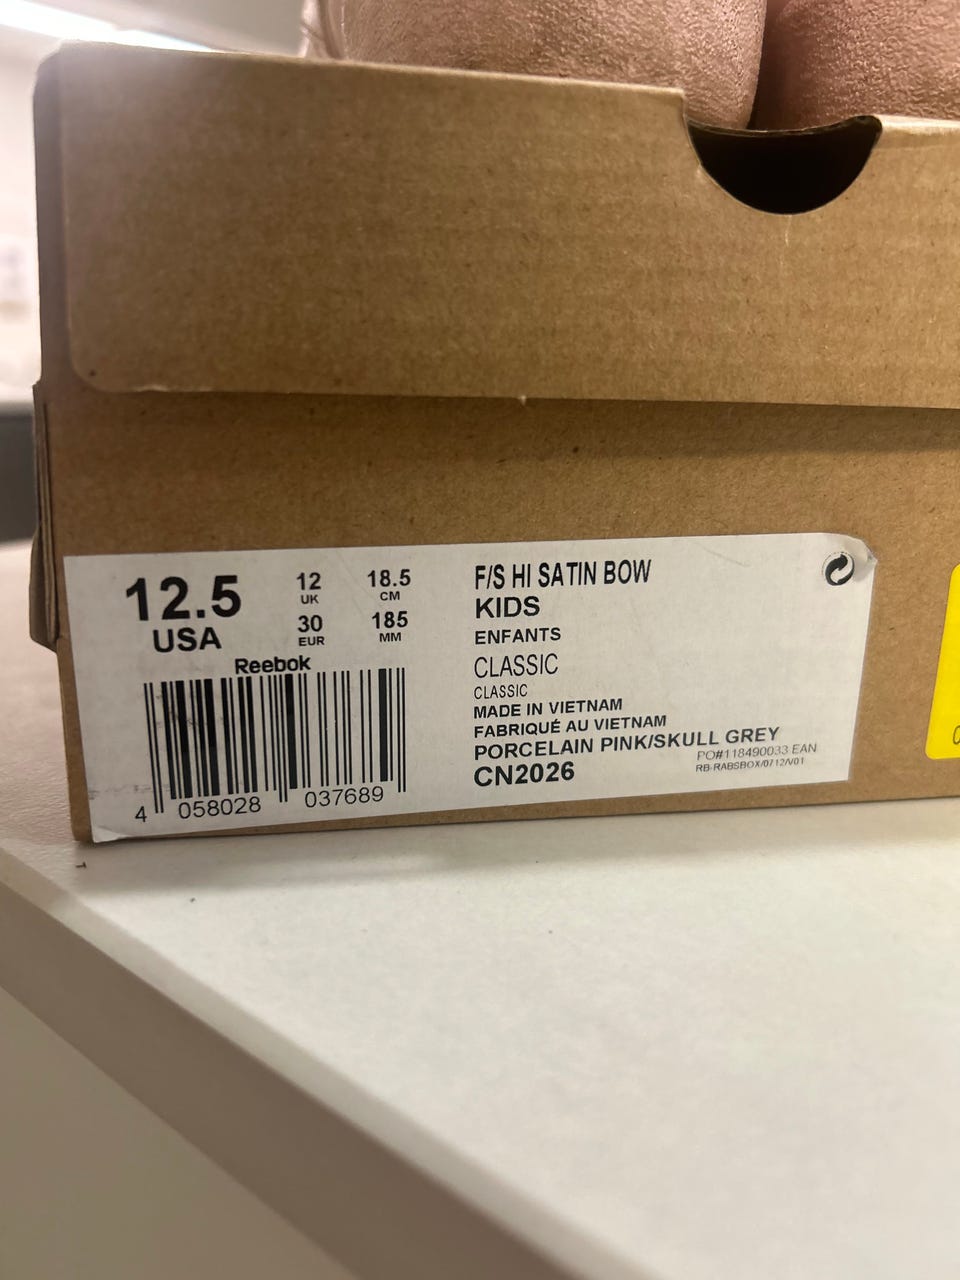 12.5
USA
12
UK
18.5
CM
30
EUR
185
MM
Reebok
4 058028 037689
F/S HI SATIN BOW
KIDS
ENFANTS
CLASSIC
CLASSIC
MADE IN VIETNAM
FABRIQUÉ AU VIETNAM
PORCELAIN PINK/SKULL GREY
PO#118490033 EAN
CN2026
RB-RABSBOX/0712/V01